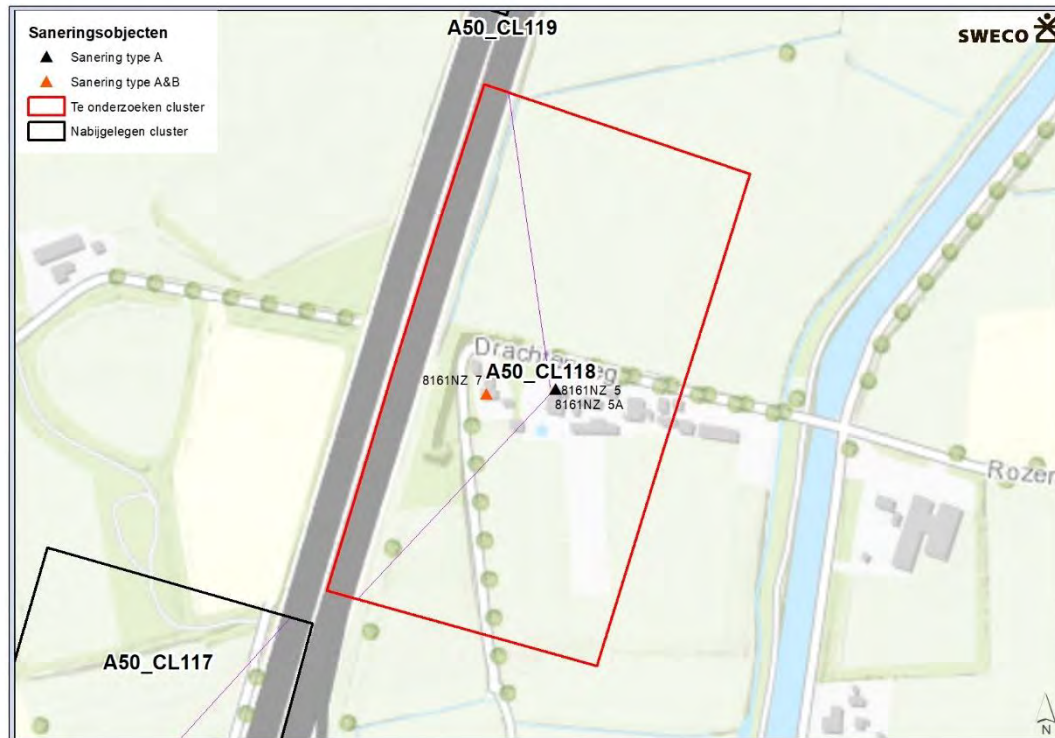 Saneringsobjecten
Sanering type A
Sanering type A&B
Te onderzoeken cluster
Nabijgelegen cluster
A50_CL119
SWECO
A50_CL118
8161NZ 7
8161NZ 5
8161NZ 5A
Rozen
A50_CL117
N